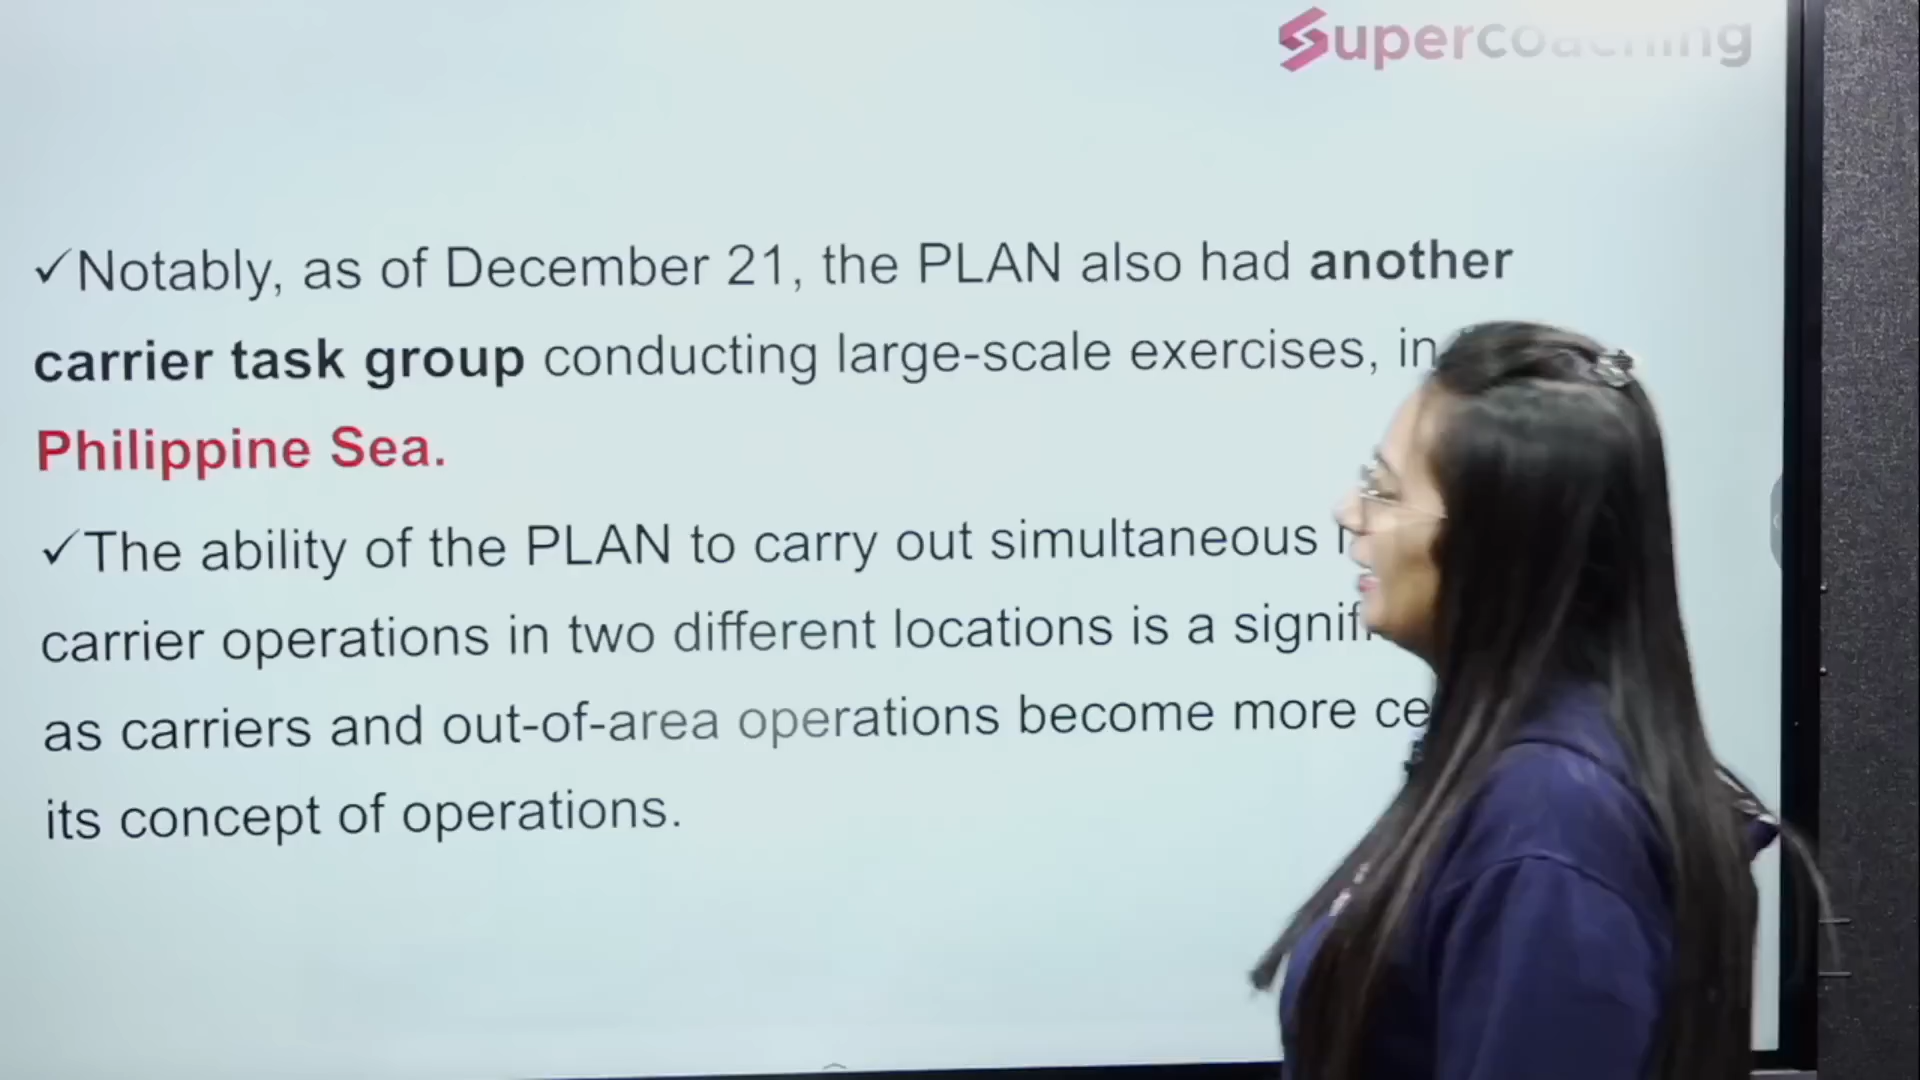 Supercoaching
✓Notably, as of December 21, the PLAN also had another
carrier task group conducting large-scale exercises, in
Philippine Sea.
✓The ability of the PLAN to carry out simultaneous
carrier operations in two different locations is a
as carriers and out-of-area operations become more
its concept of operations.